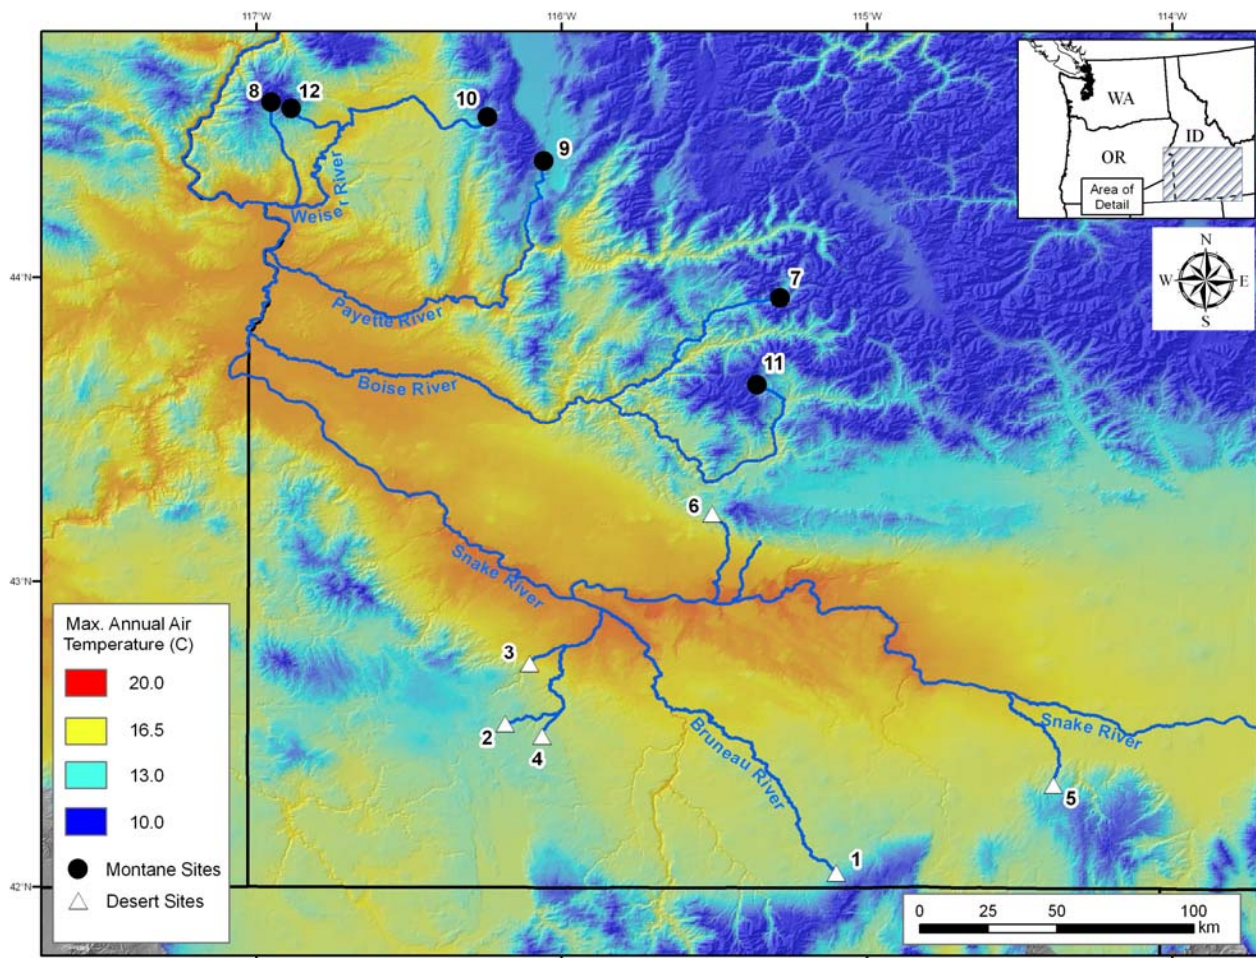 117°W
116°W
115°W
114°W
8
12
10
9
WA
ID
OR
Area of
Detail
Weiser River
N
W
E
S
44°N
7
Payette River
11
Boise River
6
43°N
Snake River
Max. Annual Air
Temperature (C)
20.0
16.5
13.0
10.0
Montane Sites
Desert Sites
3
2
4
Bruneau River
Snake River
5
1
42°N
0
25
50
100
km